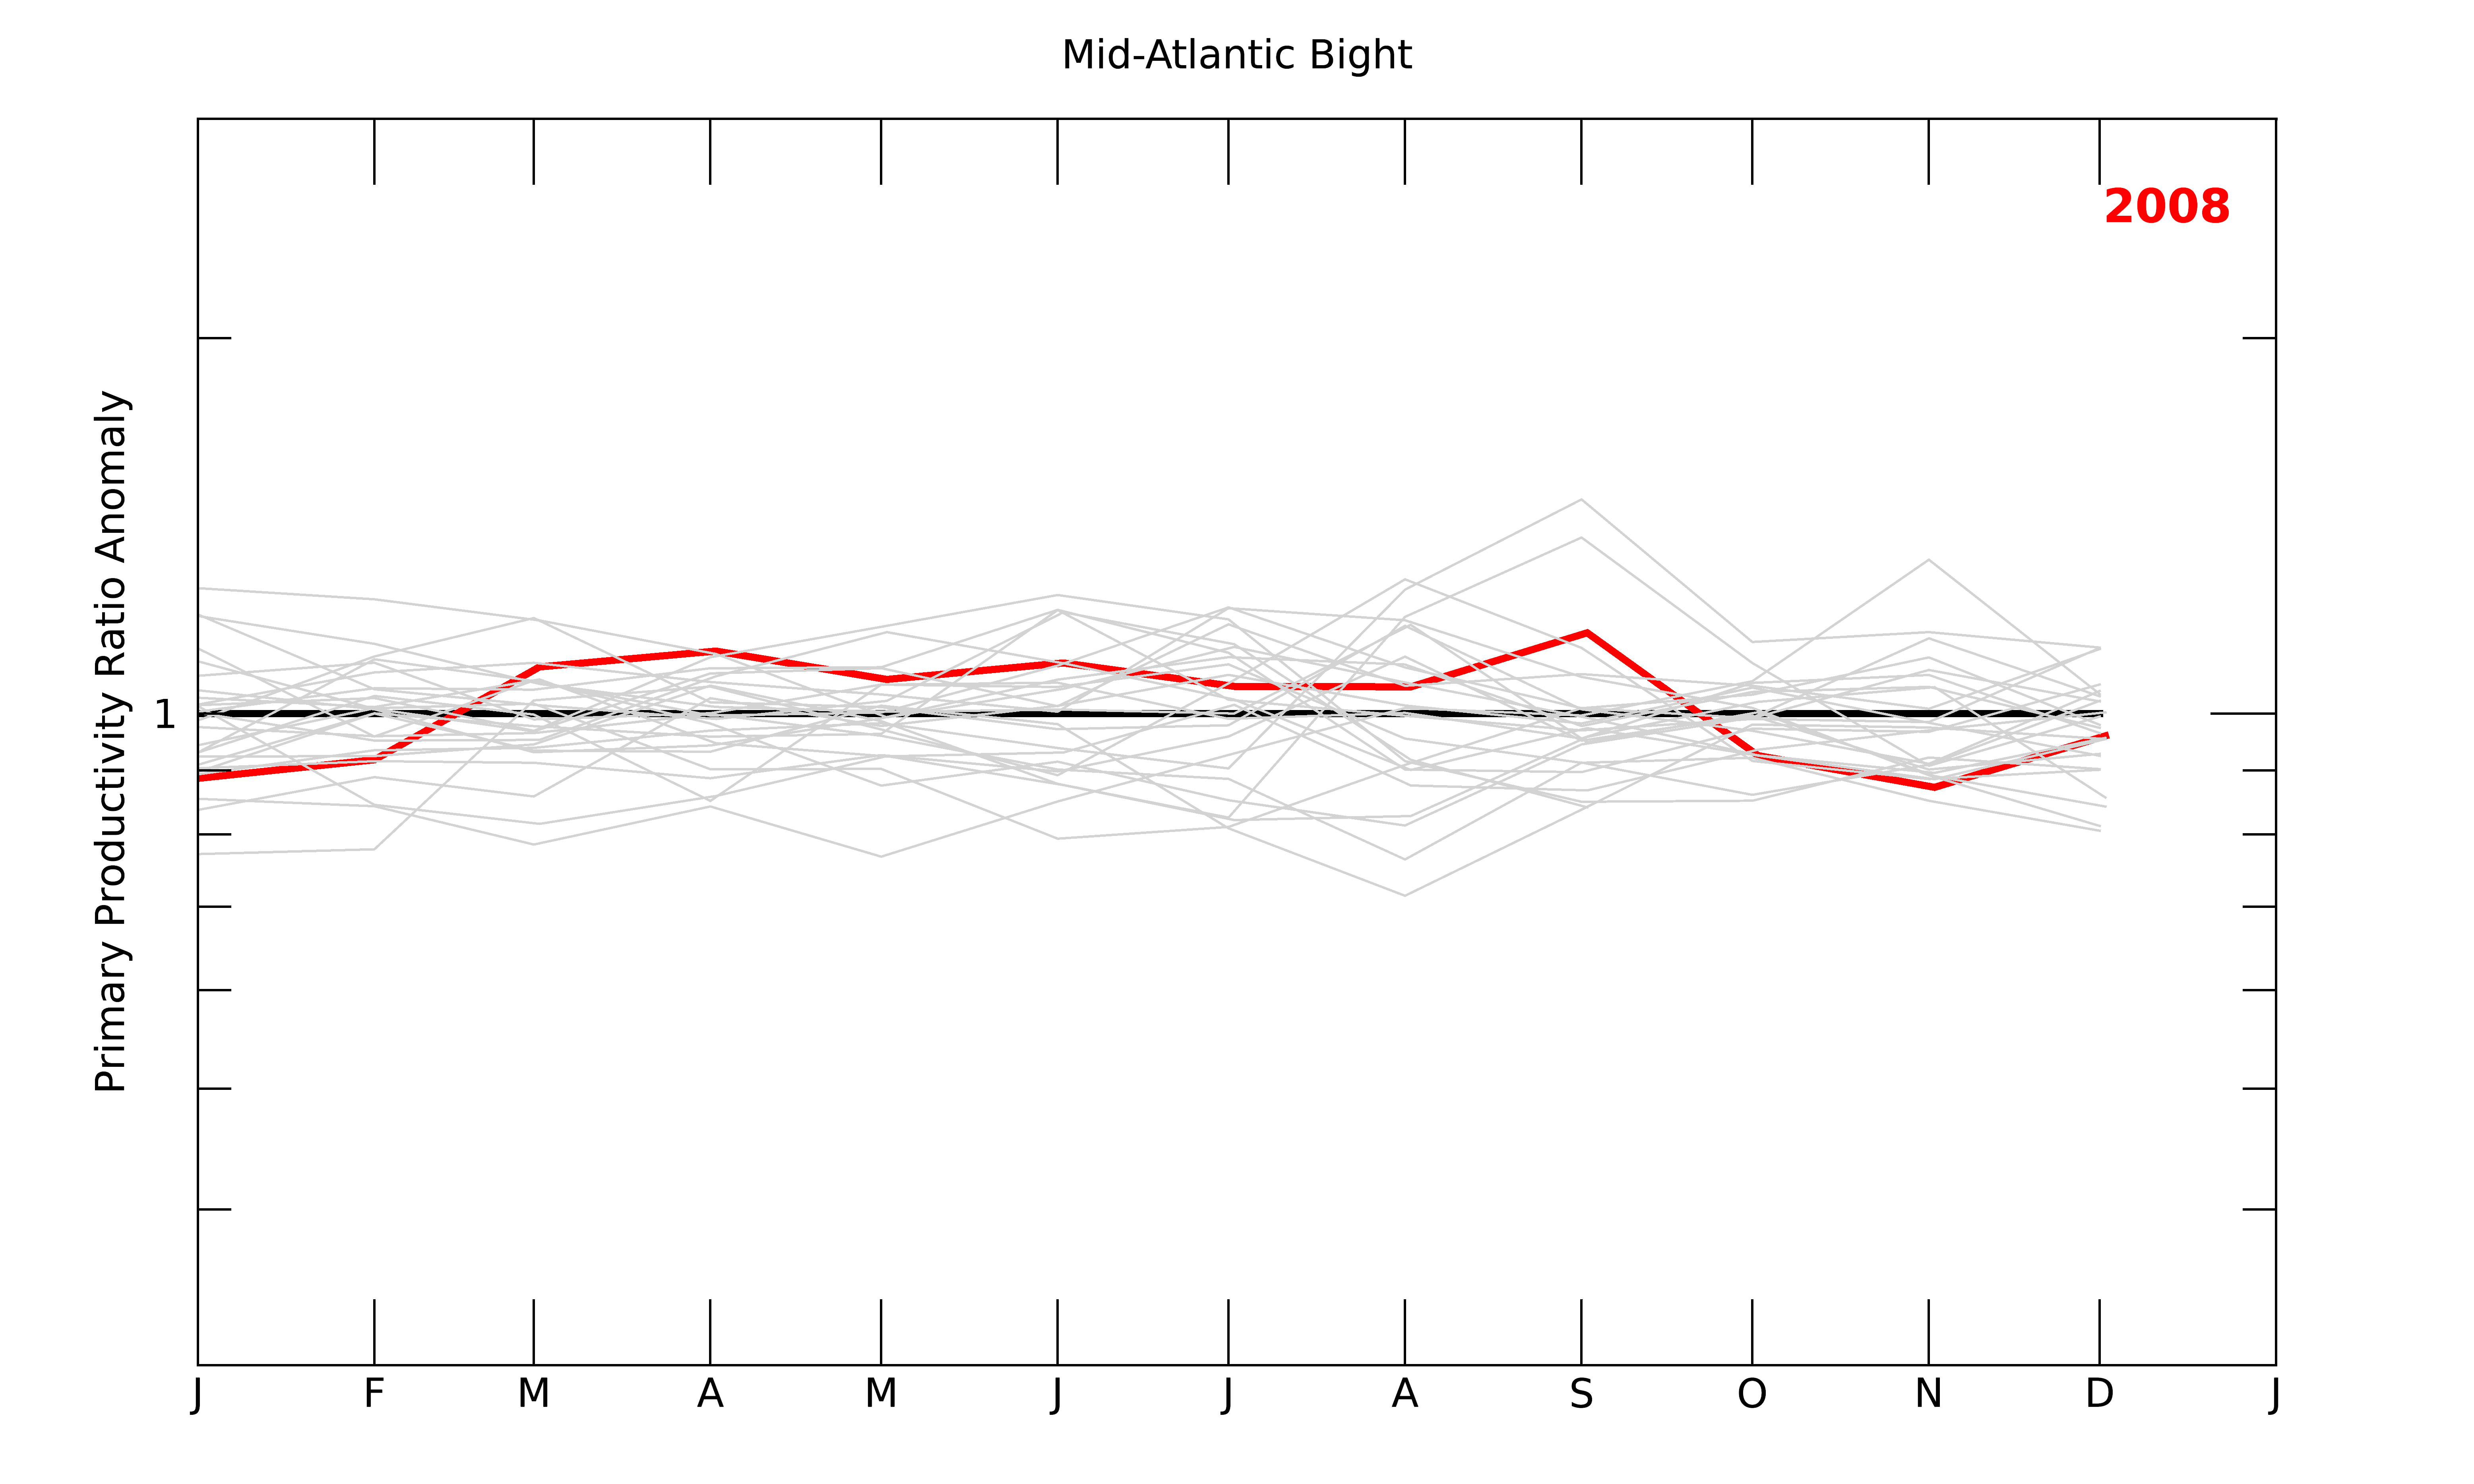 Mid-Atlantic Bight
2008
Primary Productivity Ratio Anomaly
1
J F M A M J J A S O N D J